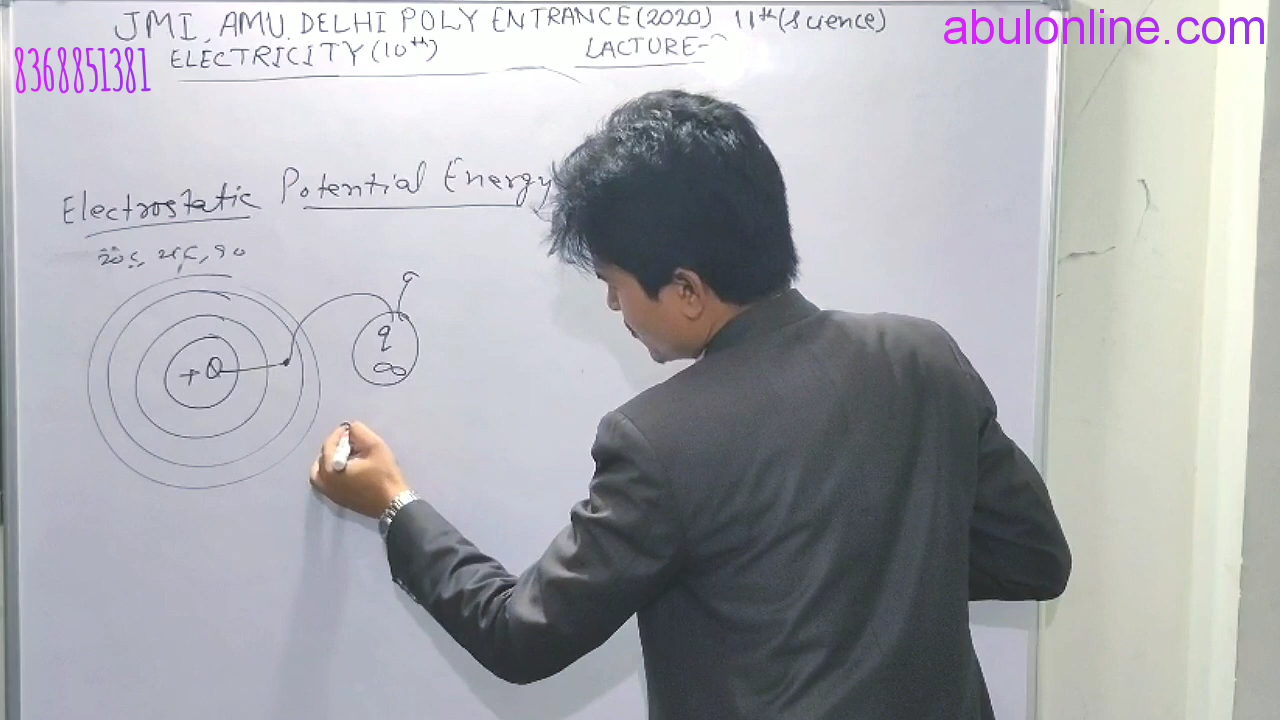 JMI, AMU, DELHI POLY ENTRANCE(2020) 11th(science)
abulonline.com
ELECTRICITY(10th)
LACTURE-
8368851381
Electrostatic Potential Energy
q
q
+Q
∞